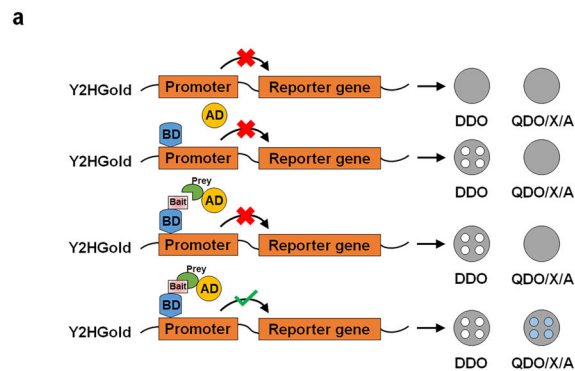 a
Y2HGold Promoter Reporter gene
DDO QDO/X/A
AD
BD
Y2HGold Promoter Reporter gene
DDO QDO/X/A
Prey
Bait AD
BD
Y2HGold Promoter Reporter gene
DDO QDO/X/A
Prey
Bait AD
BD
Y2HGold Promoter Reporter gene
DDO QDO/X/A